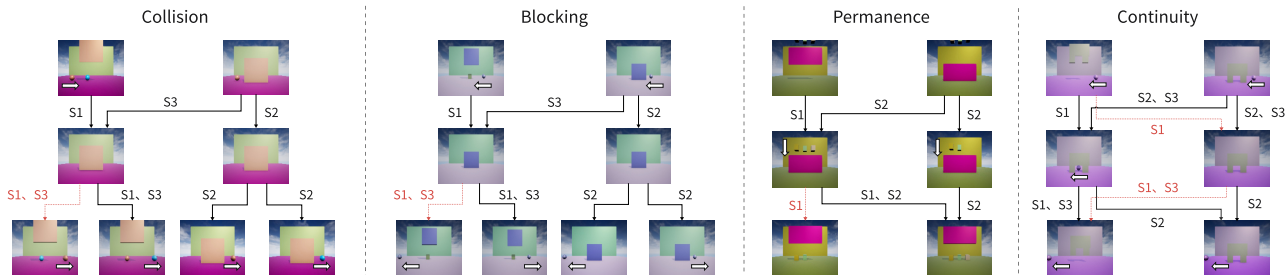 Collision
Blocking
Permanence
Continuity
S3
S1
S2
S1、S3
S1、S3
S2
S2
S3
S1
S2
S1、S3
S1、S3
S2
S2
S2
S1
S2
S1
S1、S2
S2
S2、S3
S1
S2、S3
S1
S1、S3
S1、S3
S2
S2